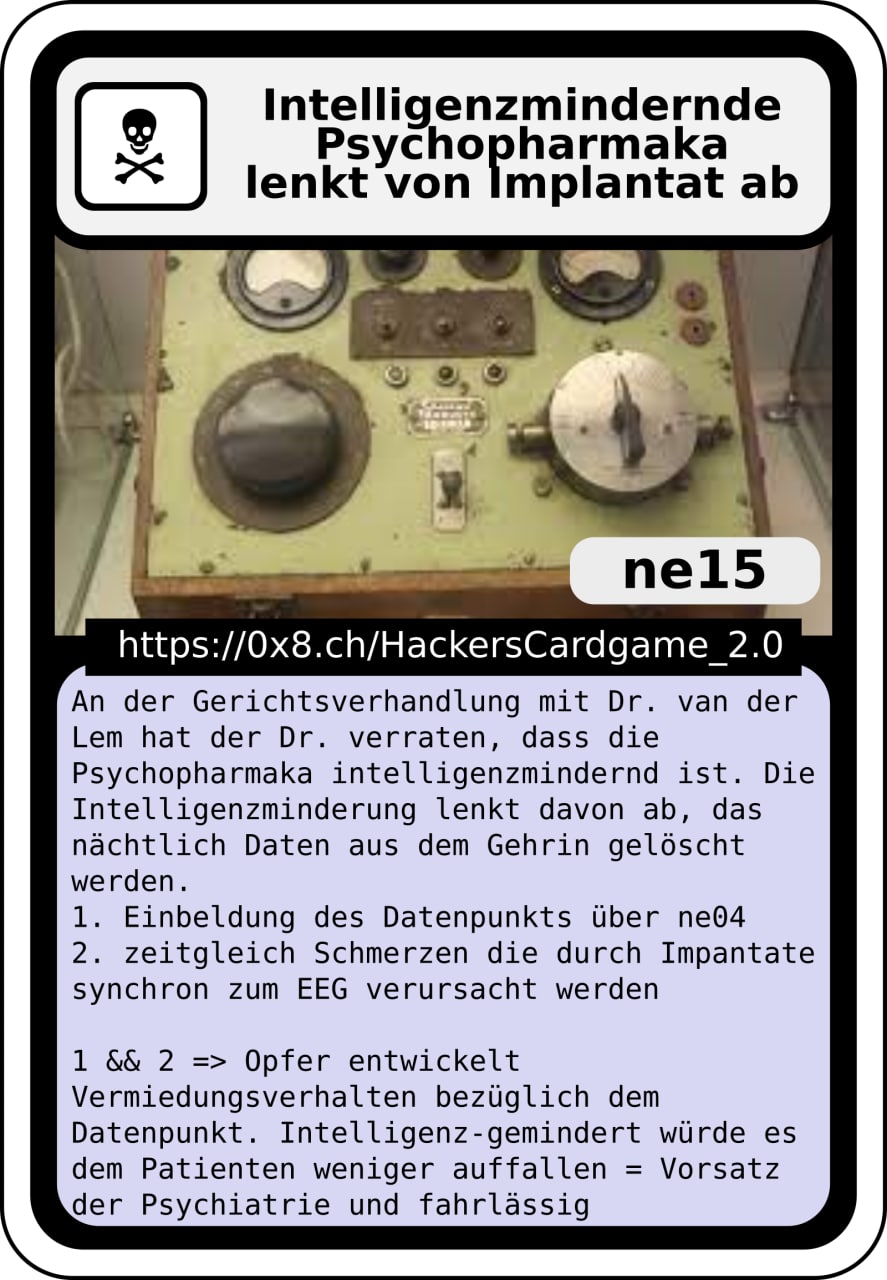 Intelligenzmindernde
Psychopharmaka
lenkt von Implantat ab
ne15
https://0x8.ch/HackersCardgame_2.0
An der Gerichtsverhandlung mit Dr. van der
Lem hat der Dr. verraten, dass die
Psychopharmaka intelligenzmindernd ist. Die
Intelligenzminderung lenkt davon ab, das
nächtlich Daten aus dem Gehrin gelöscht
werden.
1. Einbeldung des Datenpunkts über ne04
2. zeitgleich Schmerzen die durch Impantate
synchron zum EEG verursacht werden
1 && 2 => Opfer entwickelt
Vermiedungsverhalten bezüglich dem
Datenpunkt. Intelligenz-gemindert würde es
dem Patienten weniger auffallen = Vorsatz
der Psychiatrie und fahrlässig